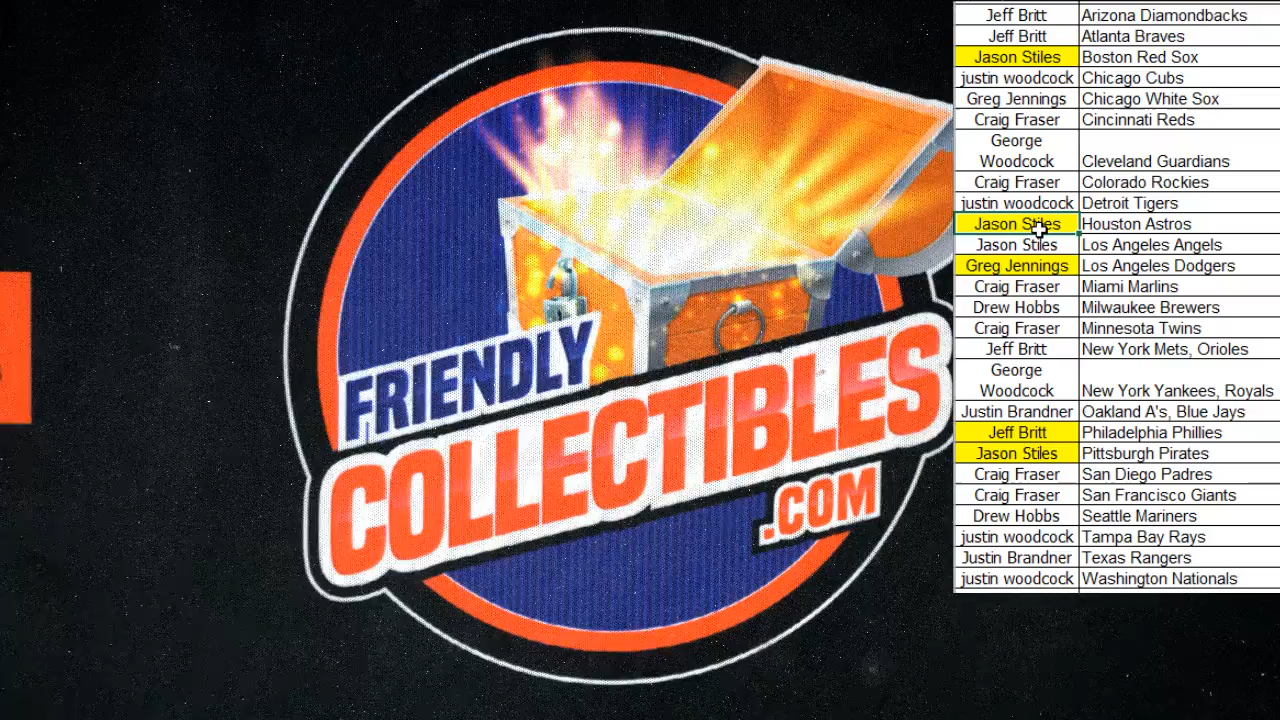 FRIENDLY
COLLECTIBLES
.COM
Jeff Britt Arizona Diamondbacks
Jeff Britt Atlanta Braves
Jason Stiles Boston Red Sox
justin woodcock Chicago Cubs
Greg Jennings Chicago White Sox
Craig Fraser Cincinnati Reds
George
Woodcock Cleveland Guardians
Craig Fraser Colorado Rockies
justin woodcock Detroit Tigers
Jason Stiles Houston Astros
Jason Stiles Los Angeles Angels
Greg Jennings Los Angeles Dodgers
Craig Fraser Miami Marlins
Drew Hobbs Milwaukee Brewers
Craig Fraser Minnesota Twins
Jeff Britt New York Mets, Orioles
George
Woodcock New York Yankees, Royals
Justin Brandner Oakland A's, Blue Jays
Jeff Britt Philadelphia Phillies
Jason Stiles Pittsburgh Pirates
Craig Fraser San Diego Padres
Craig Fraser San Francisco Giants
Drew Hobbs Seattle Mariners
justin woodcock Tampa Bay Rays
Justin Brandner Texas Rangers
justin woodcock Washington Nationals